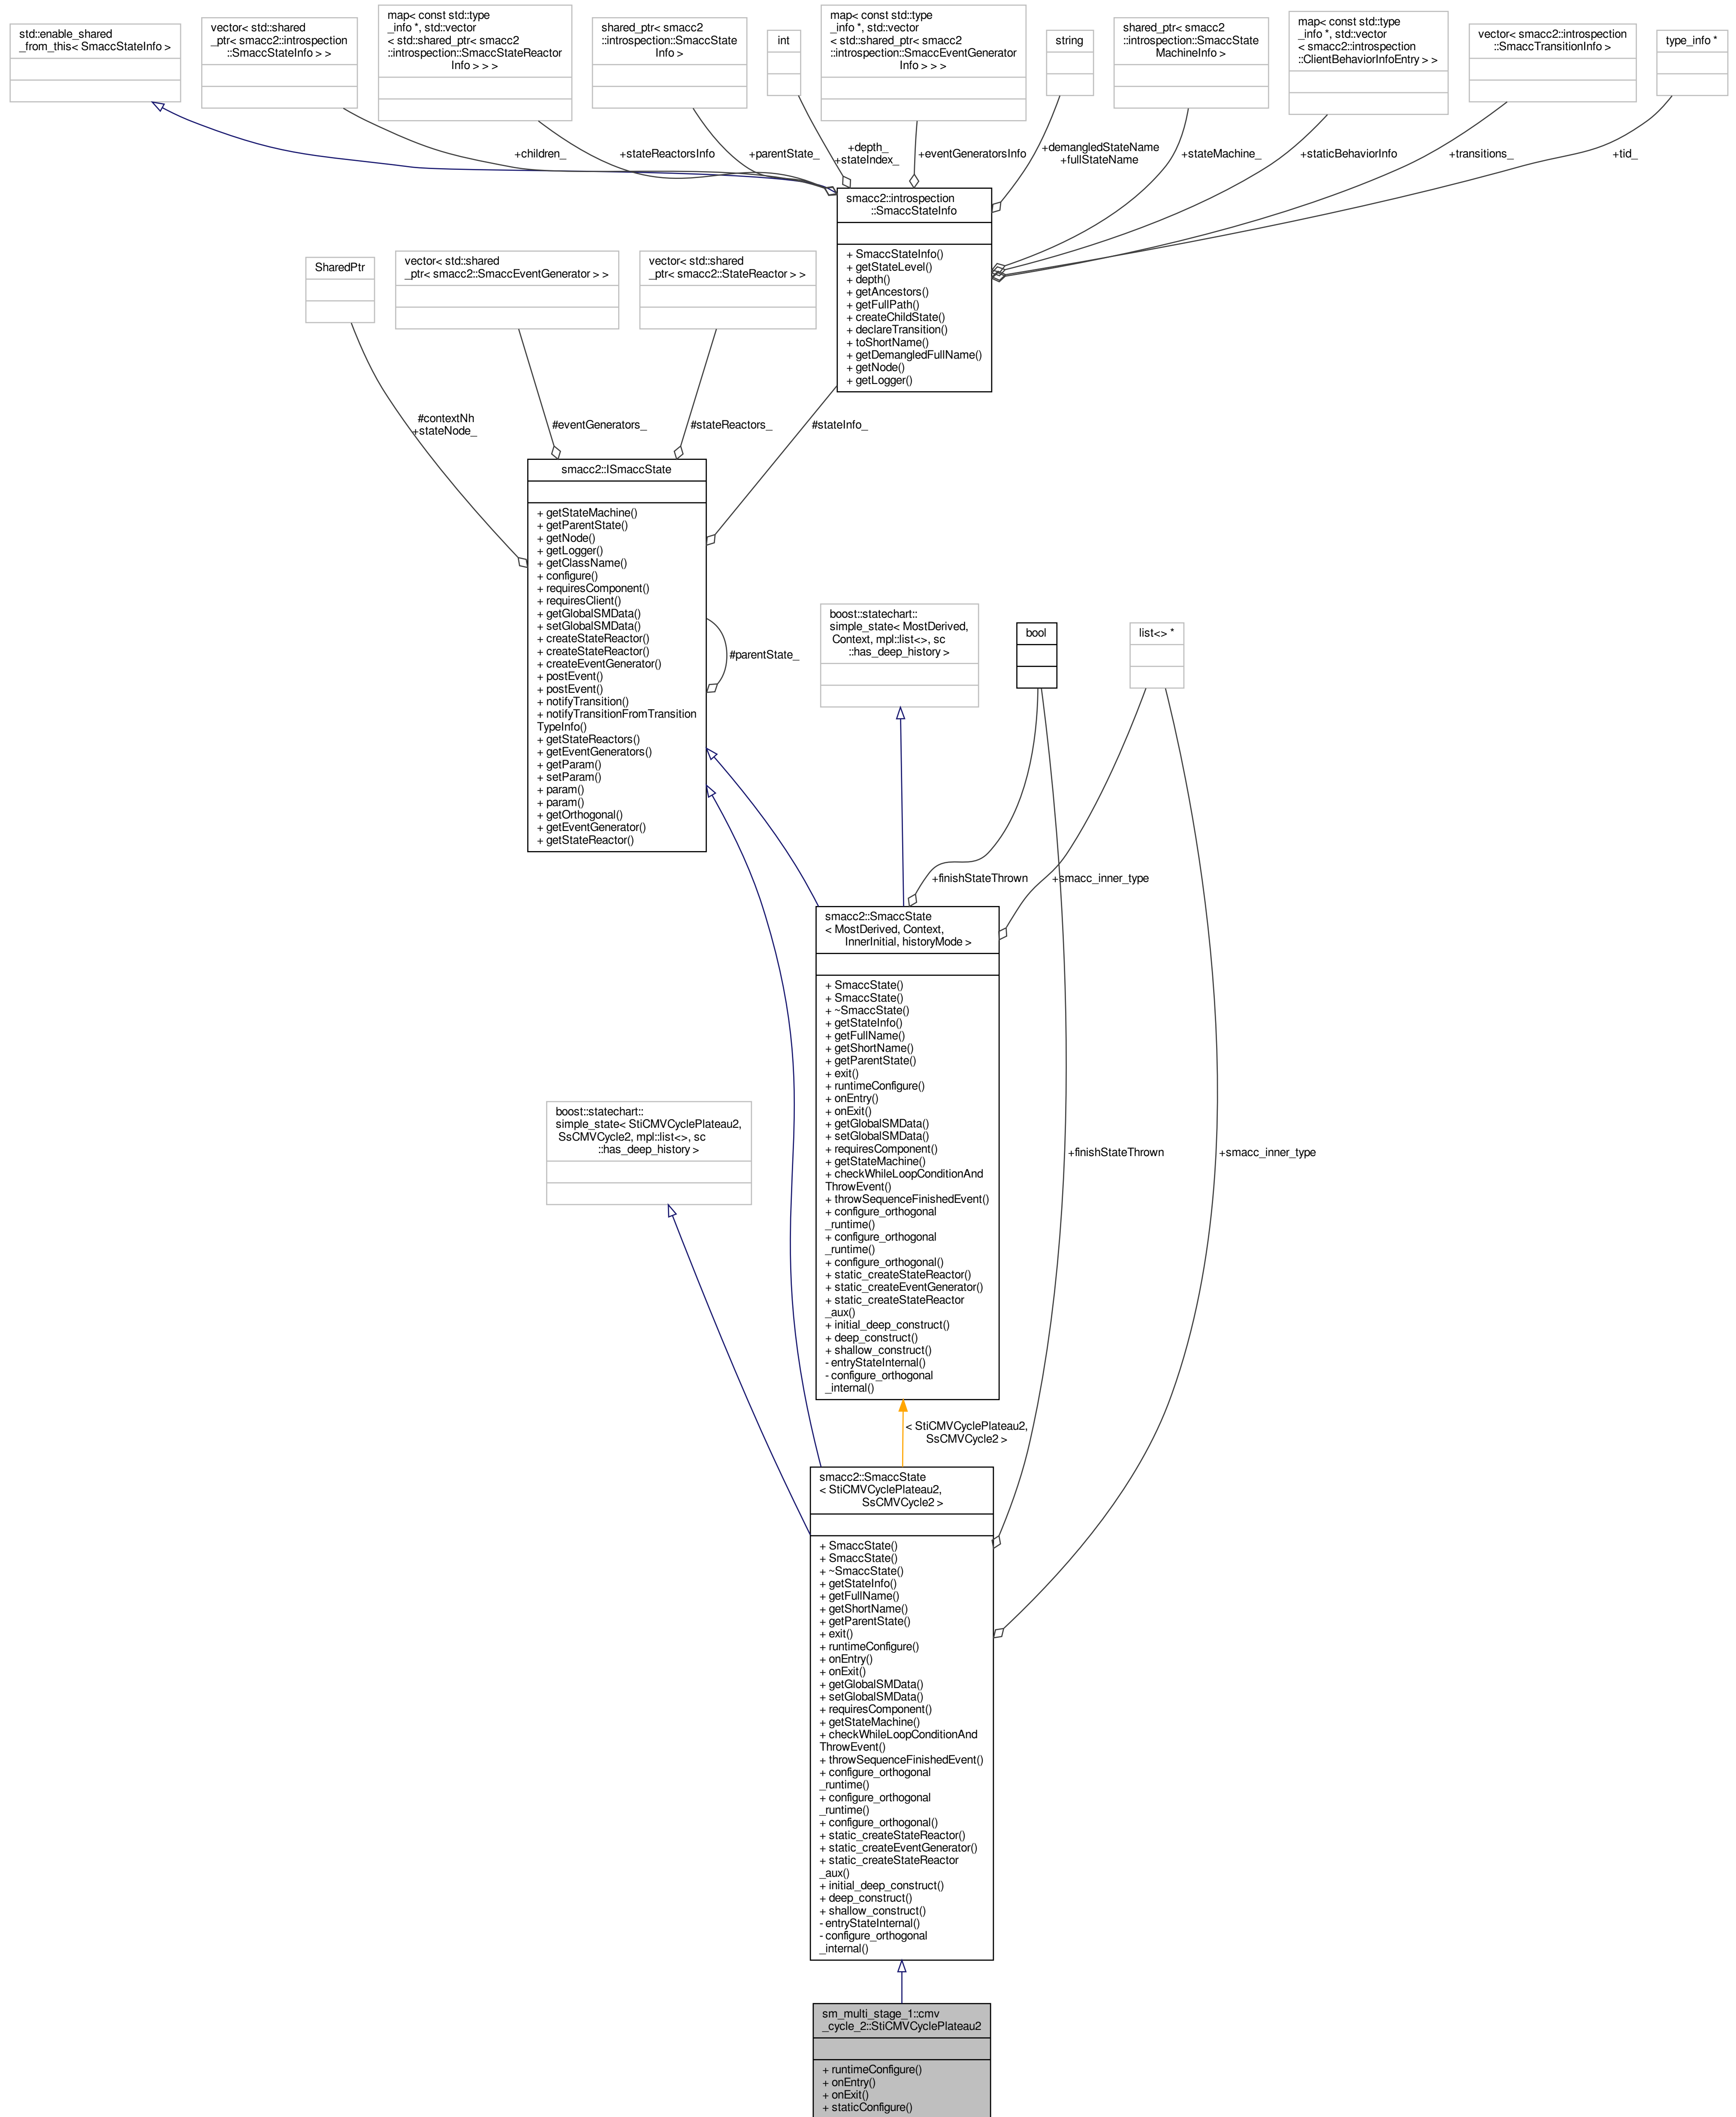 std::enable_shared
_from_this< SmaccStateInfo >
vector< std::shared
_ptr< smacc2::introspection
::SmaccStateInfo > >
map< const std::type
_info *, std::vector
< std::shared_ptr< smacc2
::introspection::SmaccStateReactor
Info > > >
shared_ptr< smacc2
::introspection::SmaccState
Info >
int
map< const std::type
_info *, std::vector
< std::shared_ptr< smacc2
::introspection::SmaccEventGenerator
Info > > >
string
shared_ptr< smacc2
::introspection::SmaccState
MachineInfo >
map< const std::type
_info *, std::vector
< smacc2::introspection
::ClientBehaviorInfoEntry > >
vector< smacc2::introspection
::SmaccTransitionInfo >
type_info *
+children_
+stateReactorsInfo
+parentState_
+depth_
+stateIndex_
+eventGeneratorsInfo
+demangledStateName
+fullStateName
+stateMachine_
+staticBehaviorInfo
+transitions_
+tid_
smacc2::introspection
::SmaccStateInfo
+ SmaccStateInfo()
+ getStateLevel()
+ depth()
+ getAncestors()
+ getFullPath()
+ createChildState()
+ declareTransition()
+ toShortName()
+ getDemangledFullName()
+ getNode()
+ getLogger()
SharedPtr
vector< std::shared
_ptr< smacc2::SmaccEventGenerator > >
vector< std::shared
_ptr< smacc2::StateReactor > >
#contextNh
+stateNode_
#eventGenerators_
#stateReactors_
#stateInfo_
smacc2::ISmaccState
+ getStateMachine()
+ getParentState()
+ getNode()
+ getLogger()
+ getClassName()
+ configure()
+ requiresComponent()
+ requiresClient()
+ getGlobalSMData()
+ setGlobalSMData()
+ createStateReactor()
+ createStateReactor()
+ createEventGenerator()
+ postEvent()
+ postEvent()
+ notifyTransition()
+ notifyTransitionFromTransition
TypeInfo()
+ getStateReactors()
+ getEventGenerators()
+ getParam()
+ setParam()
+ param()
+ param()
+ getOrthogonal()
+ getEventGenerator()
+ getStateReactor()
#parentState_
boost::statechart::
simple_state< MostDerived,
Context, mpl::list<>, sc
::has_deep_history >
bool
list<> *
+finishStateThrown
+smacc_inner_type
smacc2::SmaccState
< MostDerived, Context,
InnerInitial, historyMode >
+ SmaccState()
+ SmaccState()
+ ~SmaccState()
+ getStateInfo()
+ getFullName()
+ getShortName()
+ getParentState()
+ exit()
+ runtimeConfigure()
+ onEntry()
+ onExit()
+ getGlobalSMData()
+ setGlobalSMData()
+ requiresComponent()
+ getStateMachine()
+ checkWhileLoopConditionAnd
ThrowEvent()
+ throwSequenceFinishedEvent()
+ configure_orthogonal
_runtime()
+ configure_orthogonal
_runtime()
+ configure_orthogonal()
+ static_createStateReactor()
+ static_createEventGenerator()
+ static_createStateReactor
_aux()
+ initial_deep_construct()
+ deep_construct()
+ shallow_construct()
- entryStateInternal()
- configure_orthogonal
_internal()
boost::statechart::
simple_state< StiCMVCyclePlateau2,
SsCMVCycle2, mpl::list<>, sc
::has_deep_history >
+finishStateThrown
+smacc_inner_type
< StiCMVCyclePlateau2,
SsCMVCycle2 >
smacc2::SmaccState
< StiCMVCyclePlateau2,
SsCMVCycle2 >
+ SmaccState()
+ SmaccState()
+ ~SmaccState()
+ getStateInfo()
+ getFullName()
+ getShortName()
+ getParentState()
+ exit()
+ runtimeConfigure()
+ onEntry()
+ onExit()
+ getGlobalSMData()
+ setGlobalSMData()
+ requiresComponent()
+ getStateMachine()
+ checkWhileLoopConditionAnd
ThrowEvent()
+ throwSequenceFinishedEvent()
+ configure_orthogonal
_runtime()
+ configure_orthogonal
_runtime()
+ configure_orthogonal()
+ static_createStateReactor()
+ static_createEventGenerator()
+ static_createStateReactor
_aux()
+ initial_deep_construct()
+ deep_construct()
+ shallow_construct()
- entryStateInternal()
- configure_orthogonal
_internal()
sm_multi_stage_1::cmv
_cycle_2::StiCMVCyclePlateau2
+ runtimeConfigure()
+ onEntry()
+ onExit()
+ staticConfigure()